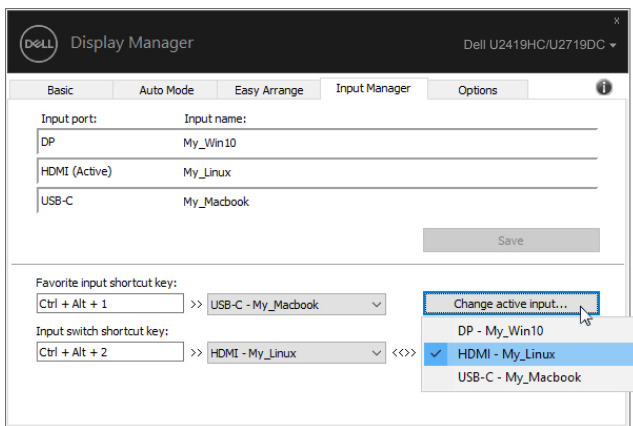 x
DELL Display Manager Dell U2419HC/U2719DC
Basic Auto Mode Easy Arrange Input Manager Options i
Input port: Input name:
DP My_Win10
HDMI (Active) My_Linux
USB-C My_Macbook
Save
Favorite input shortcut key:
Ctrl + Alt + 1 >> USB-C - My_Macbook Change active input...
Input switch shortcut key:
DP - My_Win10
Ctrl + Alt + 2 >> HDMI - My_Linux <<>> ✓ HDMI - My_Linux
USB-C - My_Macbook